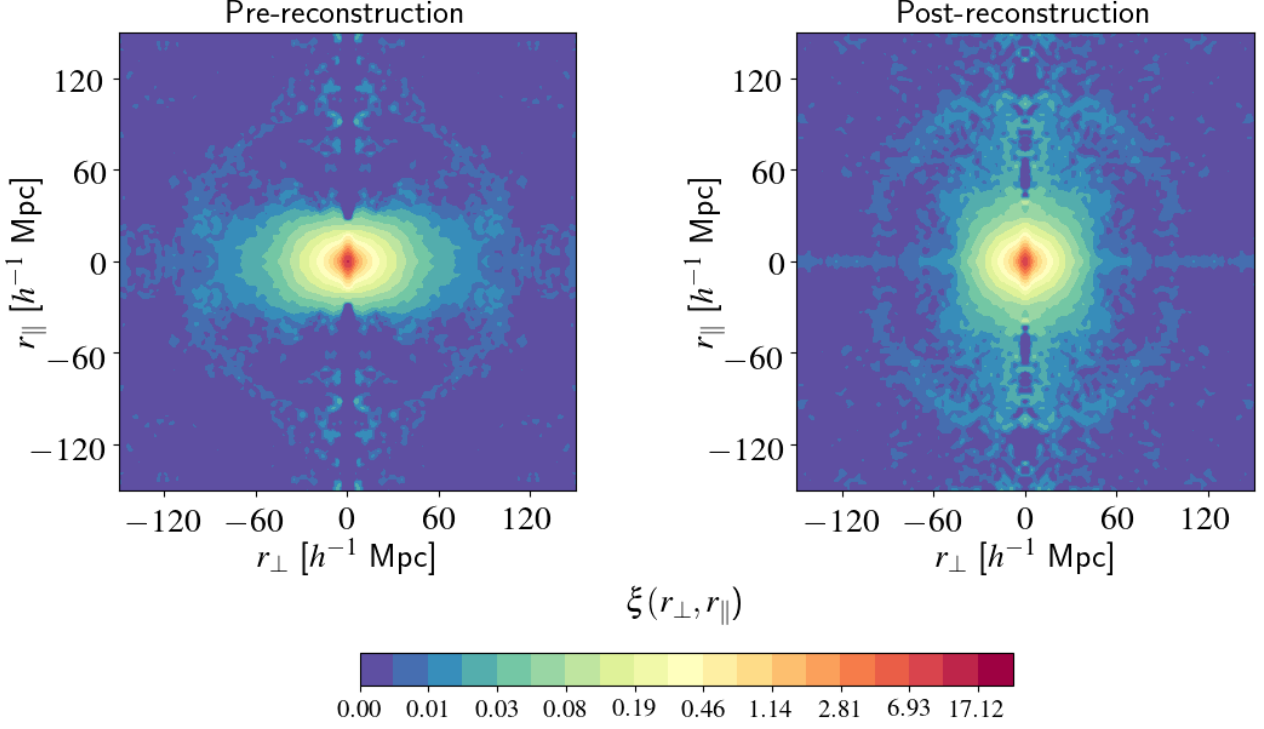 Pre-reconstruction
Post-reconstruction
120
60
0
−60
−120
r∥ [h⁻¹ Mpc]
−120 −60 0 60 120
r⊥ [h⁻¹ Mpc]
120
60
0
−60
−120
r∥ [h⁻¹ Mpc]
−120 −60 0 60 120
r⊥ [h⁻¹ Mpc]
ξ(r⊥, r∥)
0.00 0.01 0.03 0.08 0.19 0.46 1.14 2.81 6.93 17.12